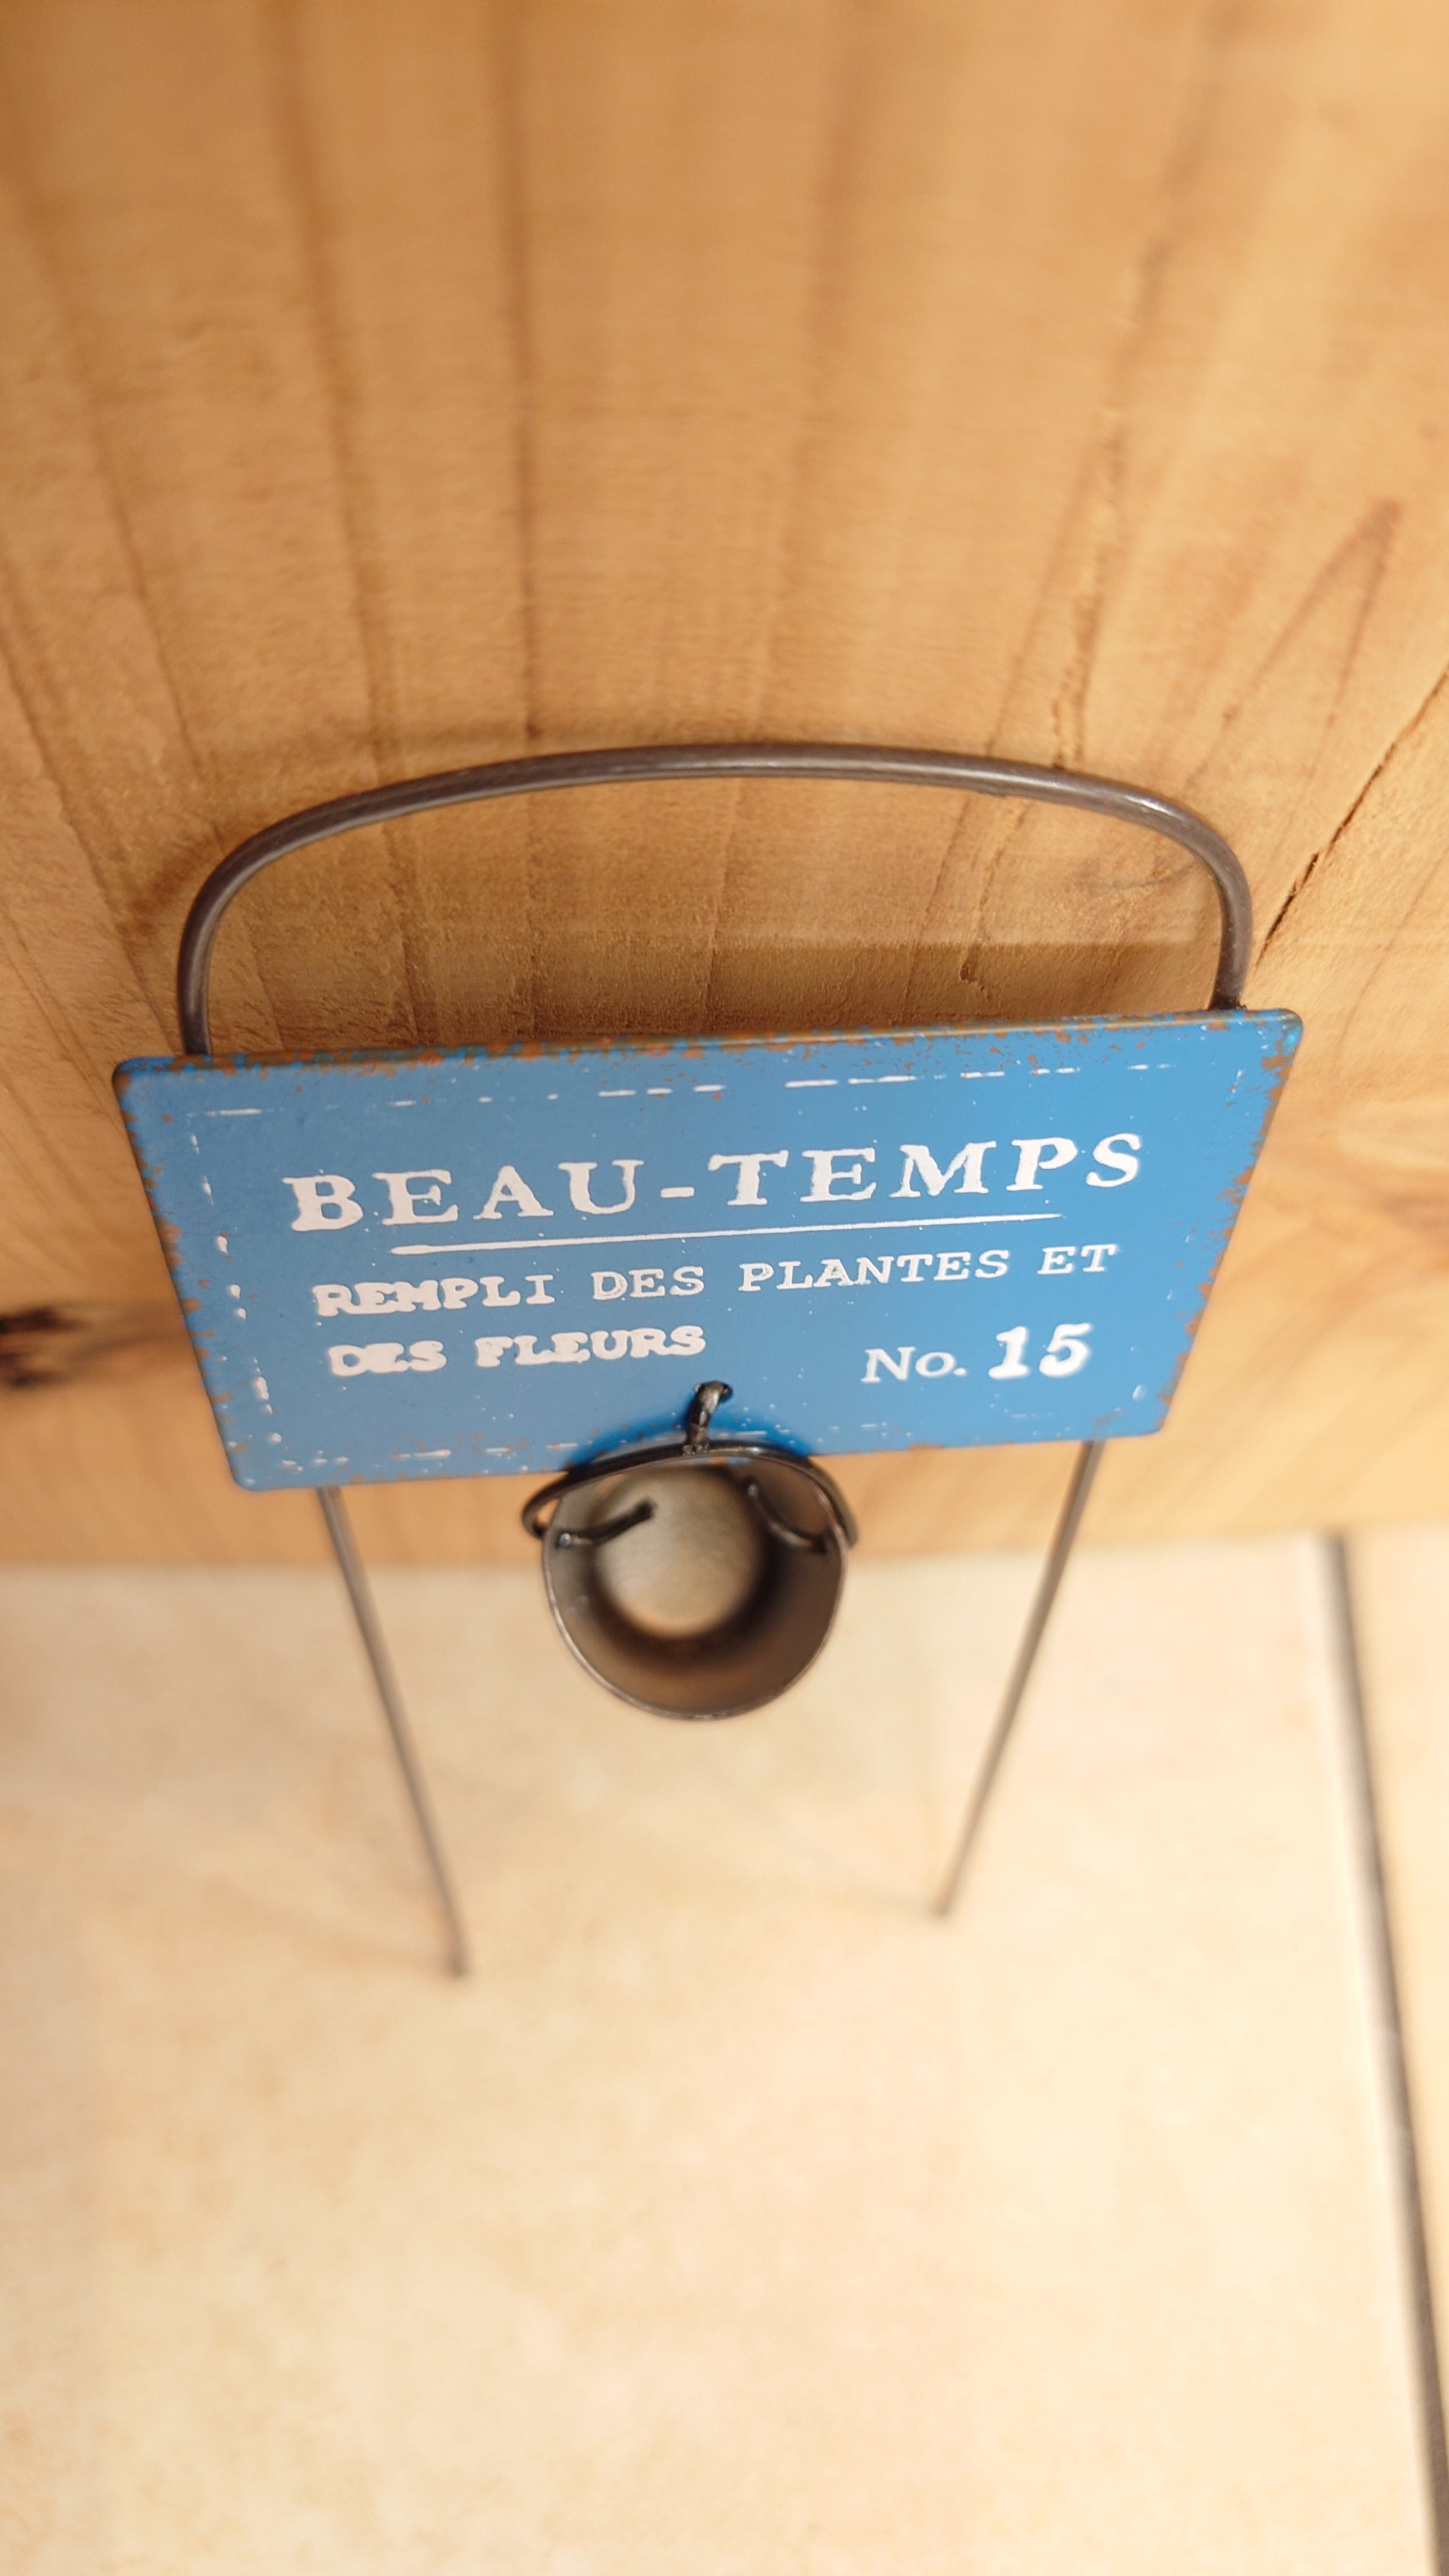 BEAU-TEMPS
REMPLI DES PLANTES ET
DES FLEURS
No. 15